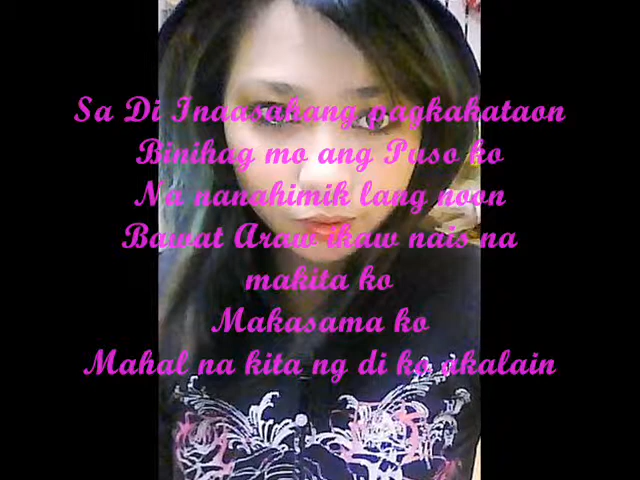 Sa Di Inaasahang pagkakataon
Binihag mo ang Puso ko
Na nanahimik lang noon
Bawat Araw ikaw nais na
makita ko
Makasama ko
Mahal na kita ng di ko akalain